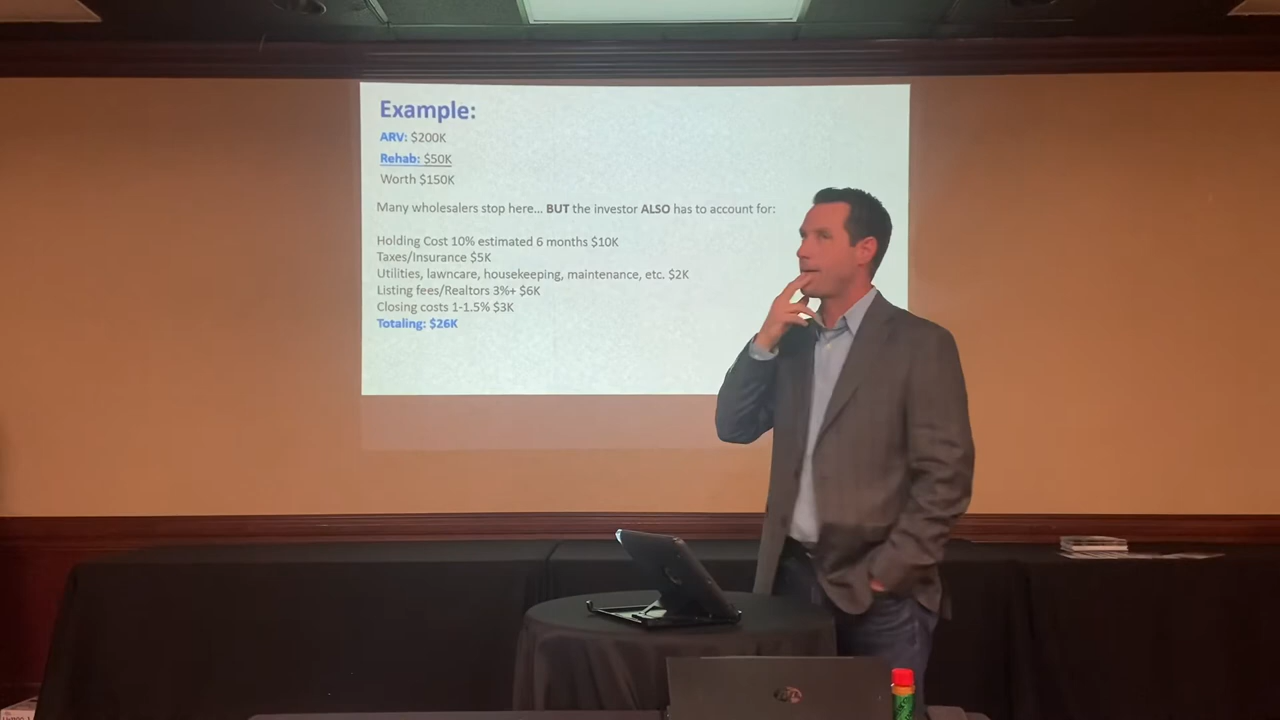 Example:
ARV: $200K
Rehab: $50K
Worth $150K
Many wholesalers stop here... BUT the investor ALSO has to account for:
Holding Cost 10% estimated 6 months $10K
Taxes/Insurance $5K
Utilities, lawncare, housekeeping, maintenance, etc. $2K
Listing fees/Realtors 3%+ $6K
Closing costs 1-1.5% $3K
Totaling: $26K
hp